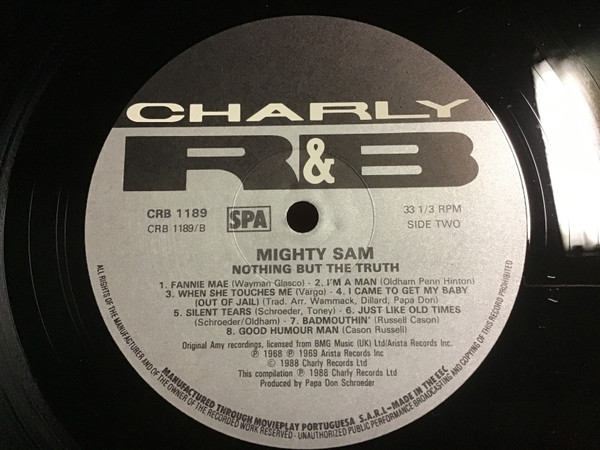 CHARLY
R&B
CRB 1189
CRB 1189/B
SPA
33 1/3 RPM
SIDE TWO
MIGHTY SAM
NOTHING BUT THE TRUTH
1. FANNIE MAE (Wayman-Glasco) - 2. I'M A MAN (Oldham Penn Hinton)
3. WHEN SHE TOUCHES ME (Vargo) - 4. I CAME TO GET MY BABY
(OUT OF JAIL) (Trad. Arr. Wammack, Dillard, Papa Don)
5. SILENT TEARS (Schroeder, Toney) - 6. JUST LIKE OLD TIMES
(Schroeder/Oldham) - 7. BADMOUTHIN' (Russell Cason)
8. GOOD HUMOUR MAN (Cason Russell)
Original Amy recordings, licensed from BMG Music (UK) Ltd/Arista Records Inc.
℗ 1968 ℗ 1969 Arista Records Inc
© 1988 Charly Records Ltd.
This compilation ℗ 1988 Charly Records Ltd.
Produced by Papa Don Schroeder
MANUFACTURED THROUGH MOVIEPLAY PORTUGUESA S.A.R.L-MADE IN THE EEC
ALL RIGHTS OF THE MANUFACTURER AND OF THE OWNER OF THE RECORDED WORK RESERVED - UNAUTHORIZED PUBLIC PERFORMANCE BROADCASTING AND COPYING OF THIS RECORD PROHIBITED